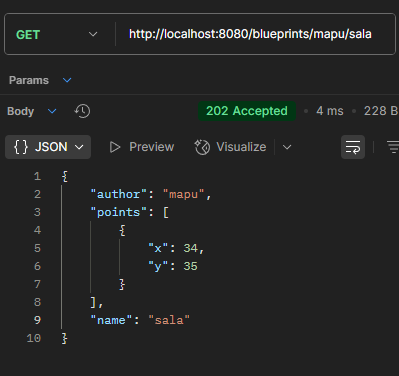 GET http://localhost:8080/blueprints/mapu/sala
Params
Body 202 Accepted • 4 ms • 228 B
{} JSON Preview Visualize
1 {
2 "author": "mapu",
3 "points": [
4 {
5 "x": 34,
6 "y": 35
7 }
8 ],
9 "name": "sala"
10 }